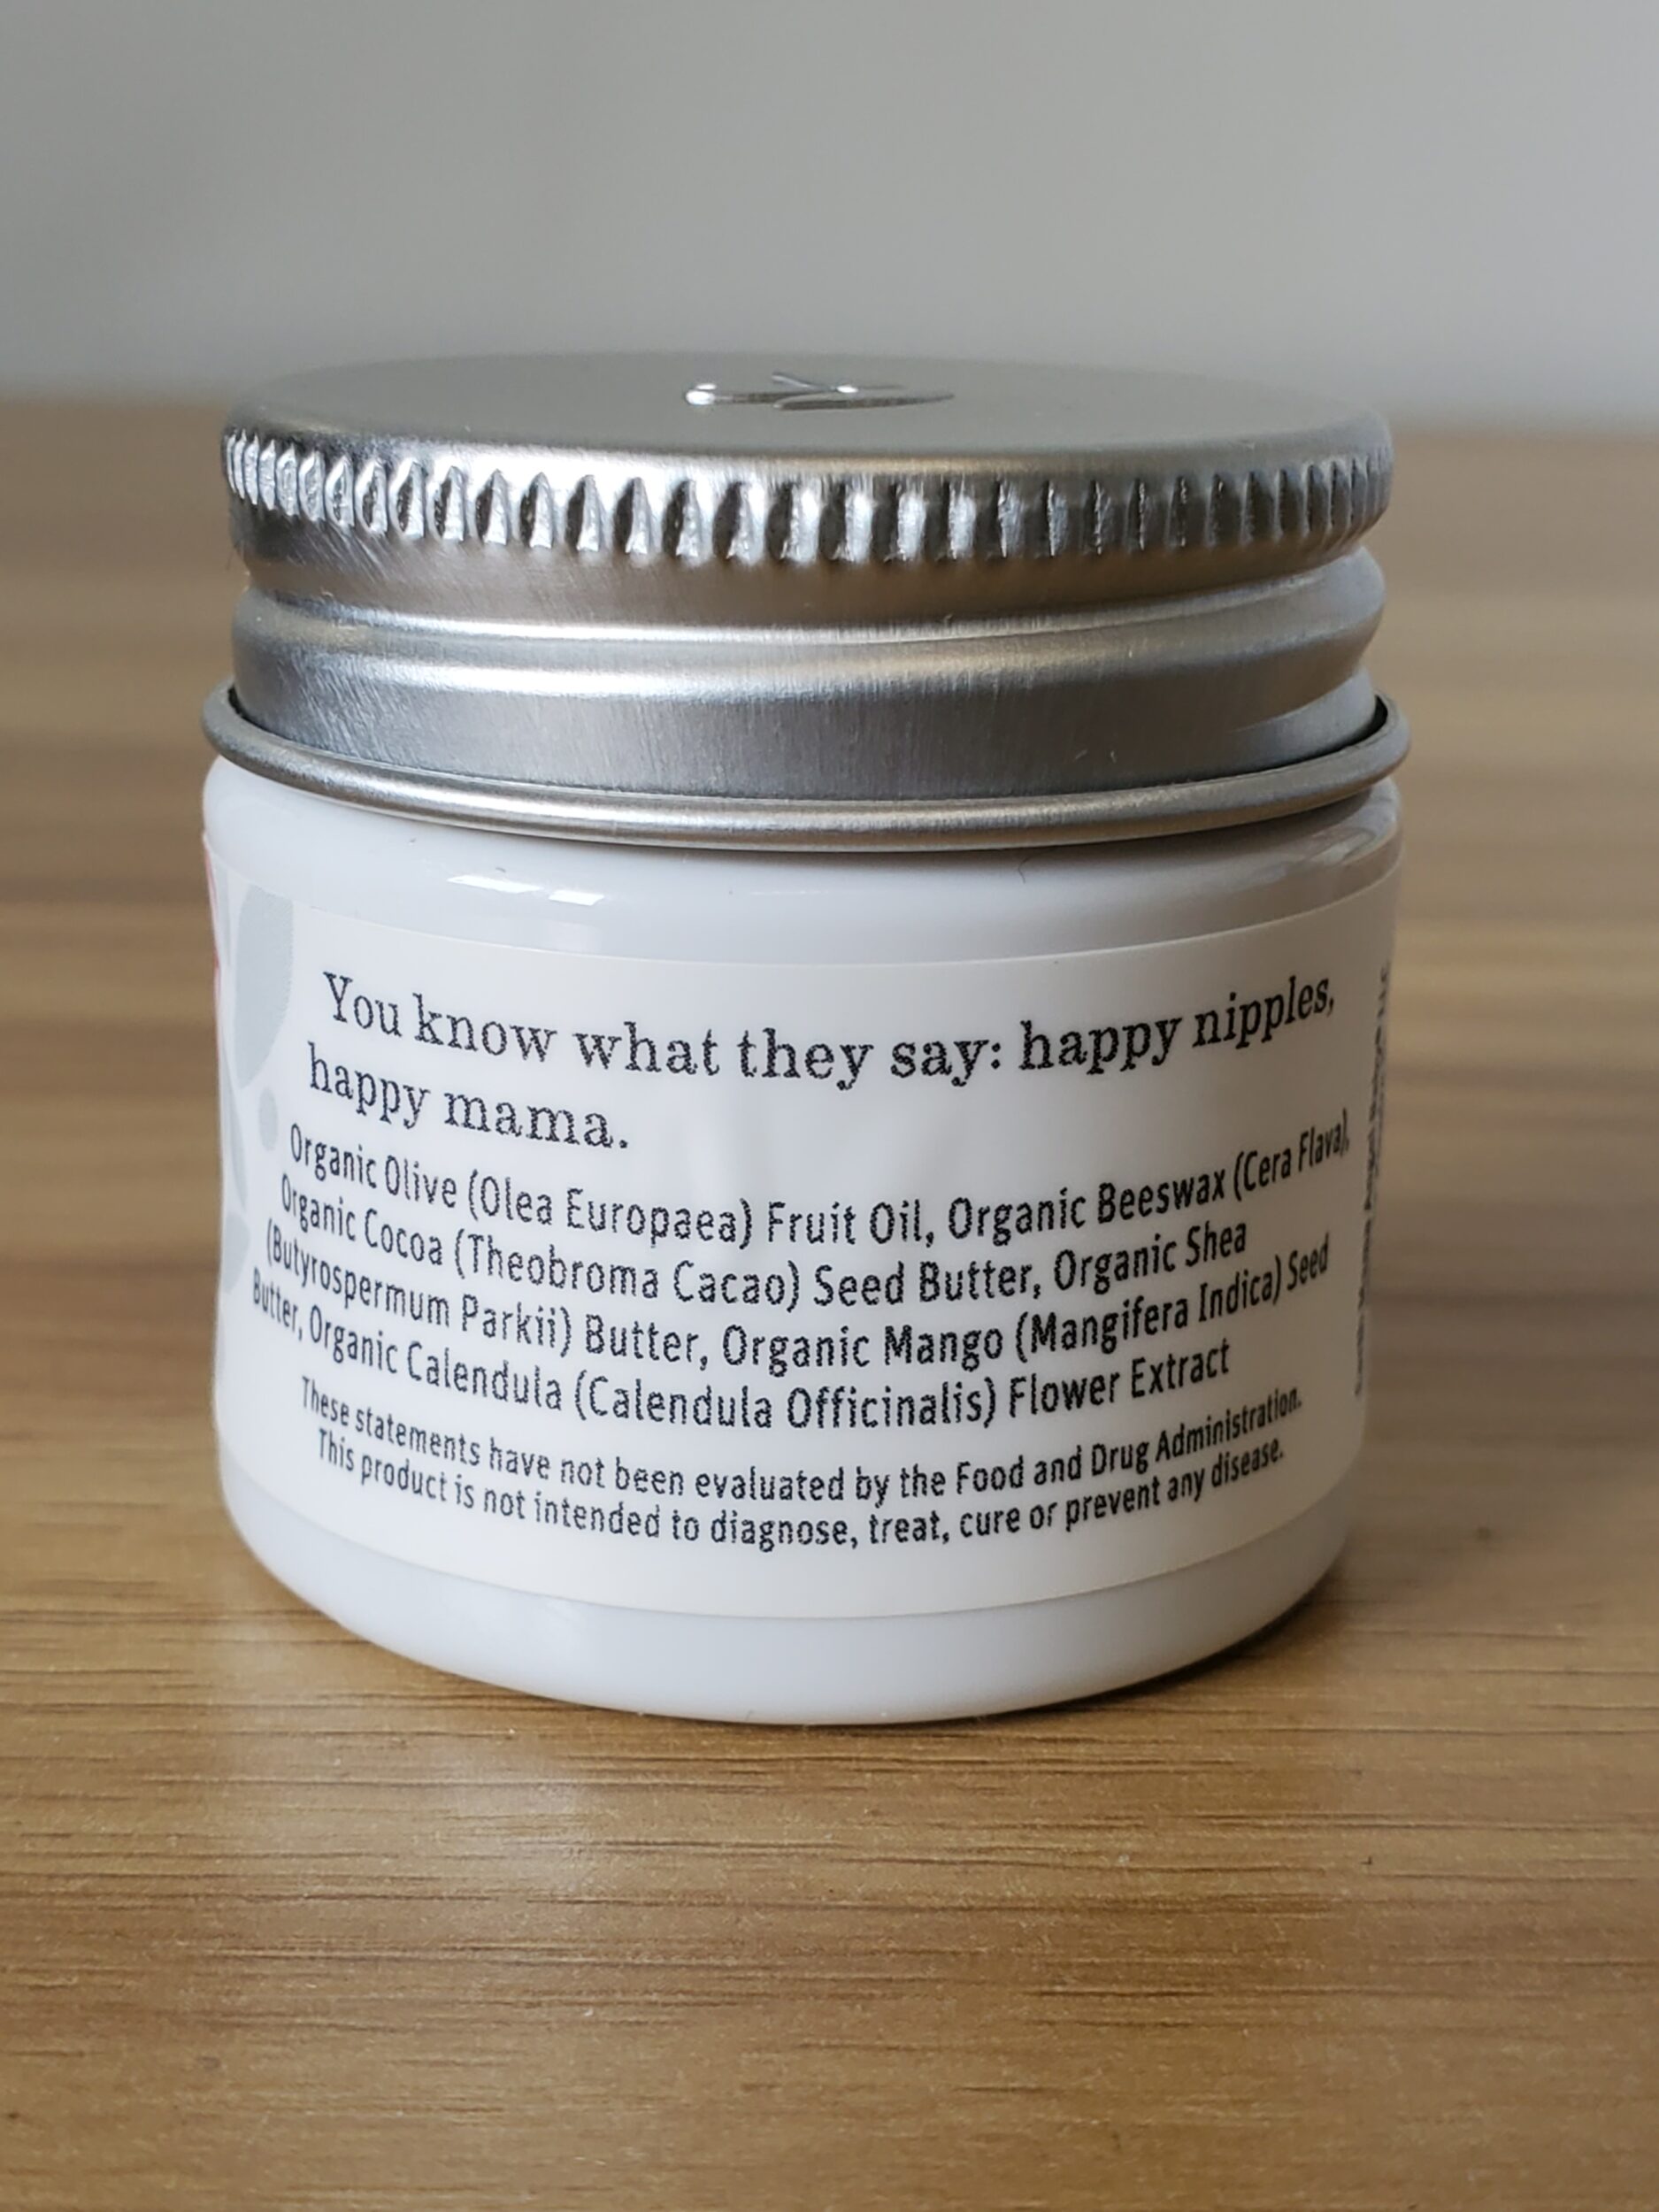 You know what they say: happy nipples,
happy mama.
Organic Olive (Olea Europaea) Fruit Oil, Organic Beeswax (Cera Flava),
Organic Cocoa (Theobroma Cacao) Seed Butter, Organic Shea
(Butyrospermum Parkii) Butter, Organic Mango (Mangifera Indica) Seed
Butter, Organic Calendula (Calendula Officinalis) Flower Extract
These statements have not been evaluated by the Food and Drug Administration.
This product is not intended to diagnose, treat, cure or prevent any disease.